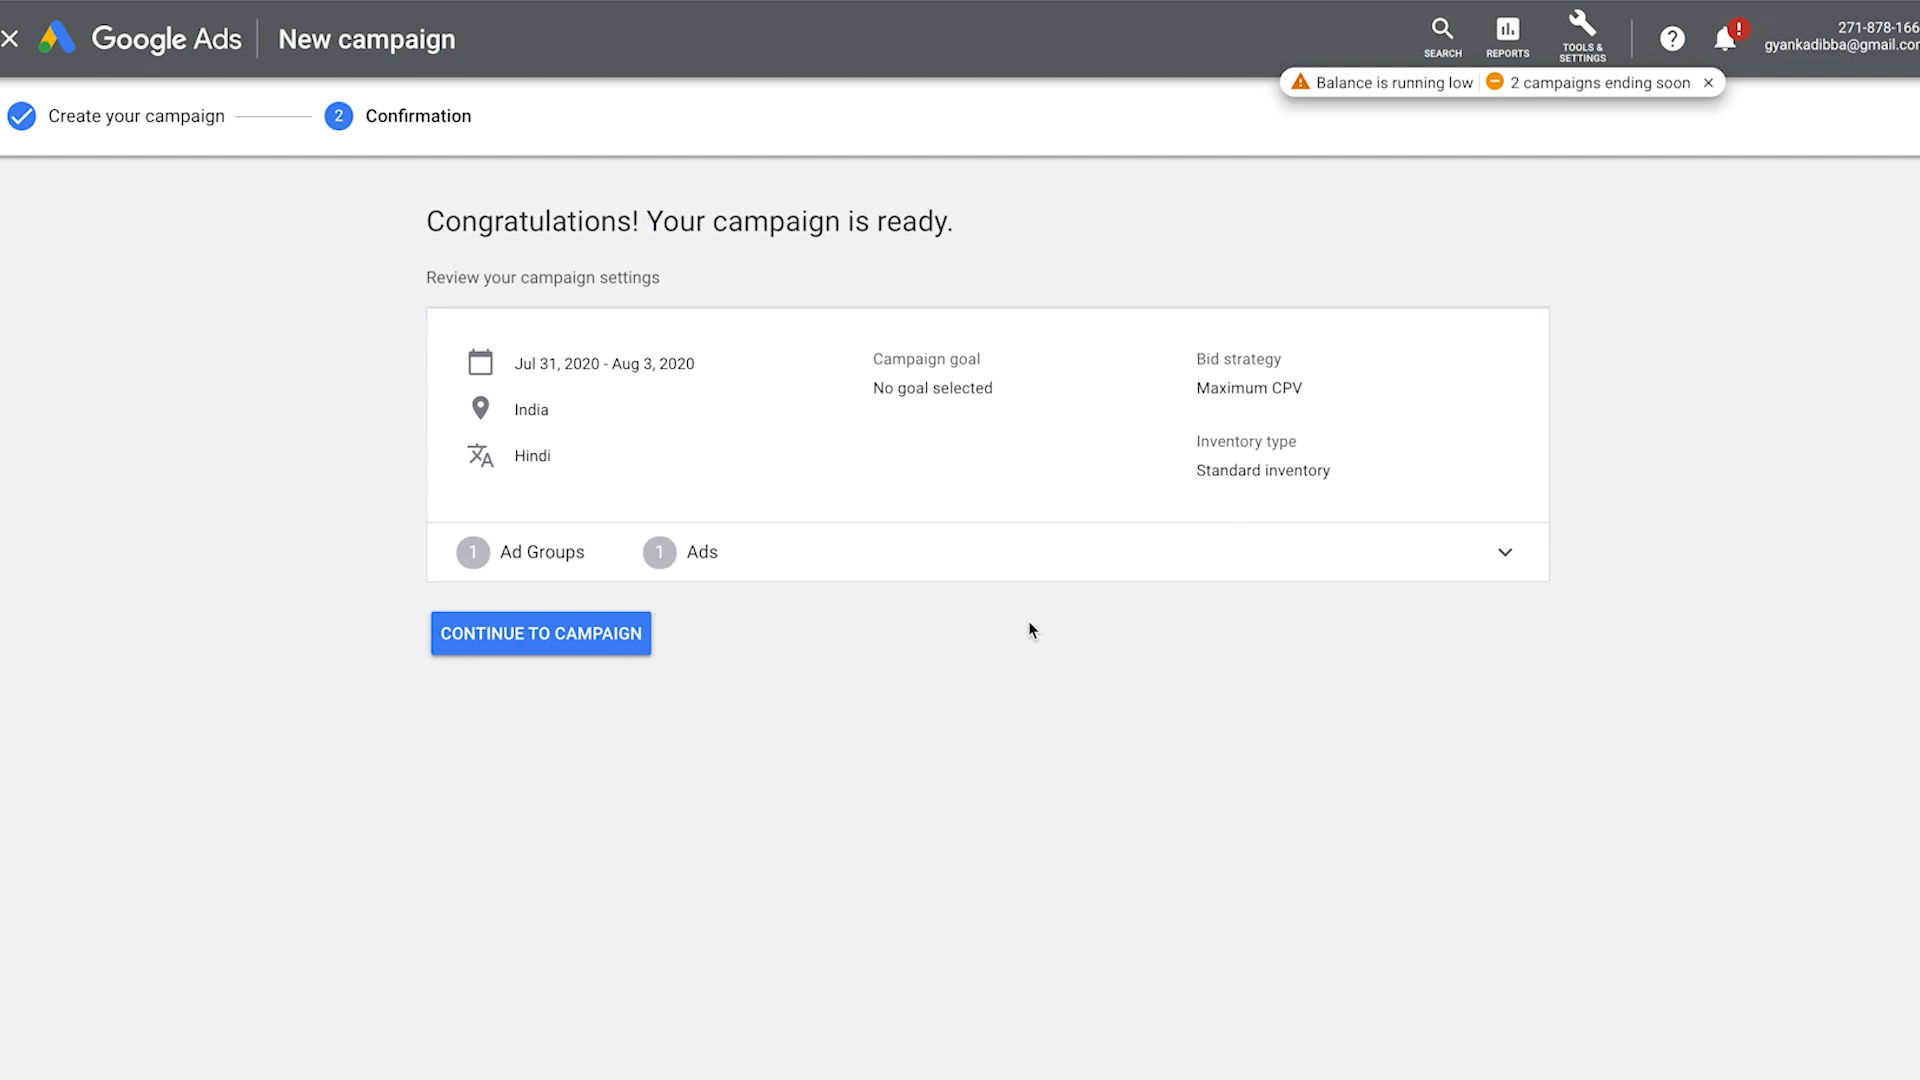 Google Ads
New campaign
SEARCH
REPORTS
TOOLS &
SETTINGS
?
!
271-878-166
gyankadibba@gmail.cor
Balance is running low
2 campaigns ending soon
Create your campaign
2 Confirmation
Congratulations! Your campaign is ready.
Review your campaign settings
Jul 31, 2020 - Aug 3, 2020
India
Hindi
Campaign goal
No goal selected
Bid strategy
Maximum CPV
Inventory type
Standard inventory
1 Ad Groups
1 Ads
CONTINUE TO CAMPAIGN